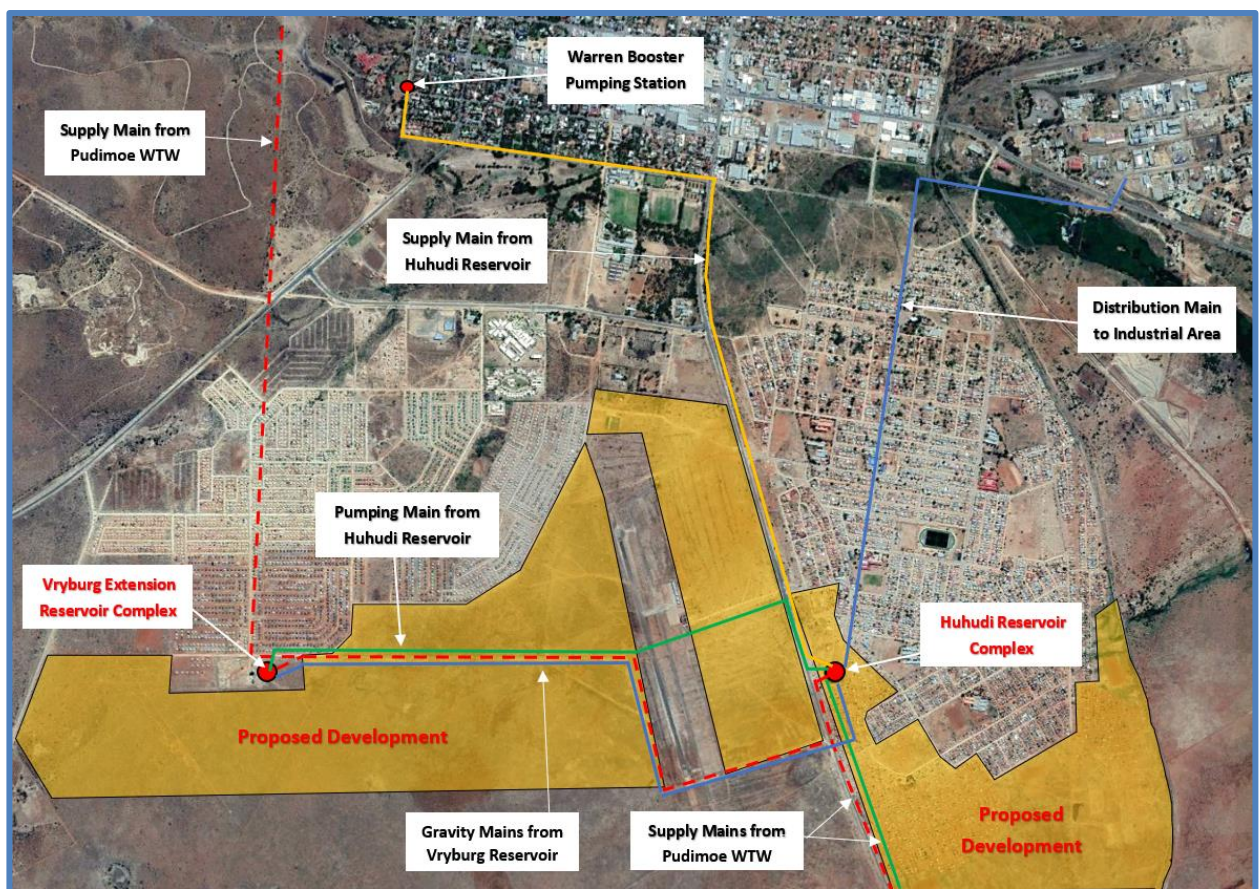 Warren Booster
Pumping Station
Supply Main from
Pudimoe WTW
Supply Main from
Huhudi Reservoir
Distribution Main
to Industrial Area
Pumping Main from
Huhudi Reservoir
Vryburg Extension
Reservoir Complex
Huhudi Reservoir
Complex
Proposed Development
Gravity Mains from
Vryburg Reservoir
Supply Mains from
Pudimoe WTW
Proposed
Development